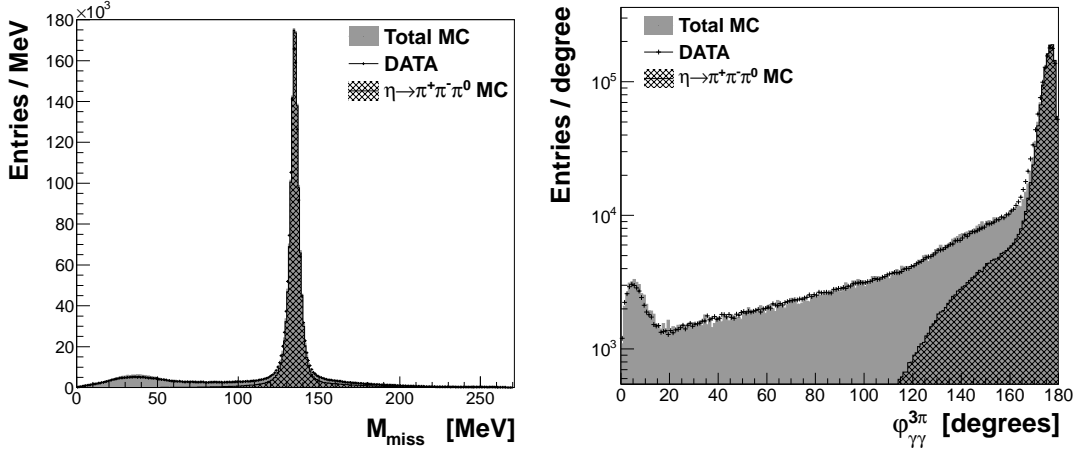 ×10³
180
160
140
120
100
80
60
40
20
0
Entries / MeV
Total MC
DATA
η→π⁺π⁻π⁰ MC
0 50 100 150 200 250
M_miss [MeV]
10⁵
10⁴
10³
Entries / degree
Total MC
DATA
η→π⁺π⁻π⁰ MC
0 20 40 60 80 100 120 140 160 180
φ_γγ^3π [degrees]